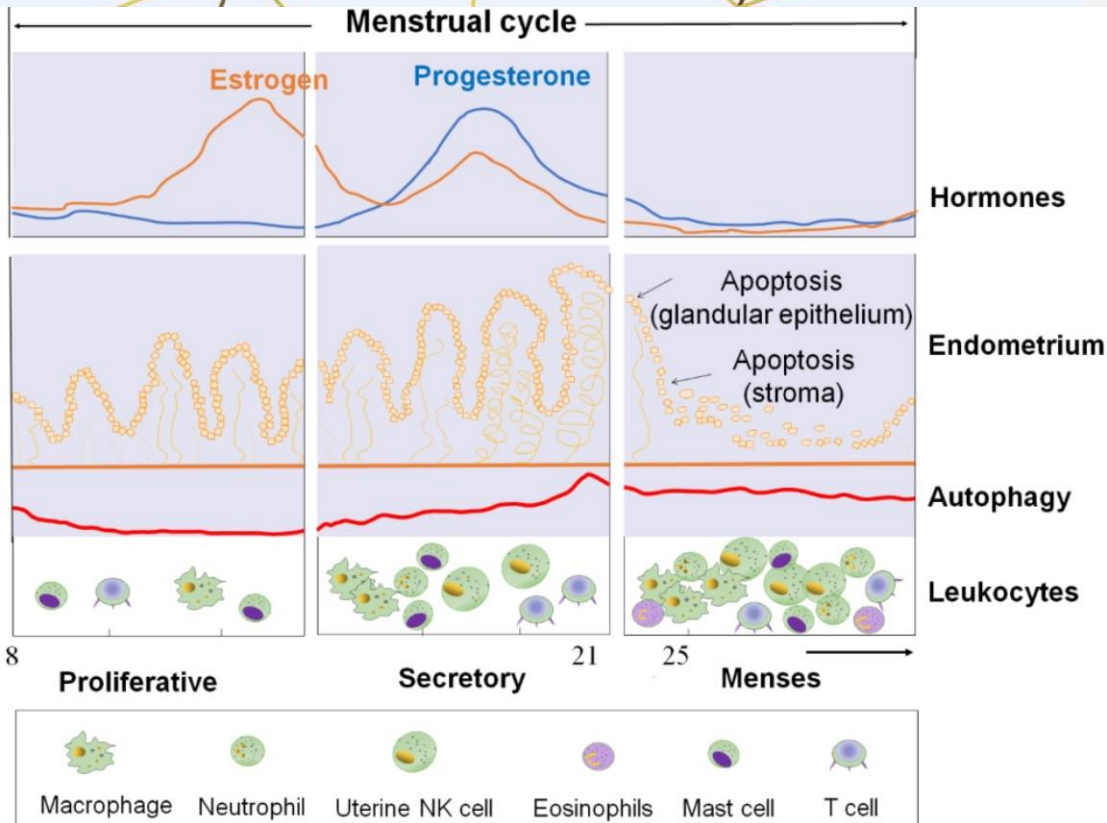 Menstrual cycle
Estrogen
Progesterone
Hormones
Apoptosis
(glandular epithelium)
Apoptosis
(stroma)
Endometrium
Autophagy
Leukocytes
8
21
25
Proliferative
Secretory
Menses
Macrophage
Neutrophil
Uterine NK cell
Eosinophils
Mast cell
T cell